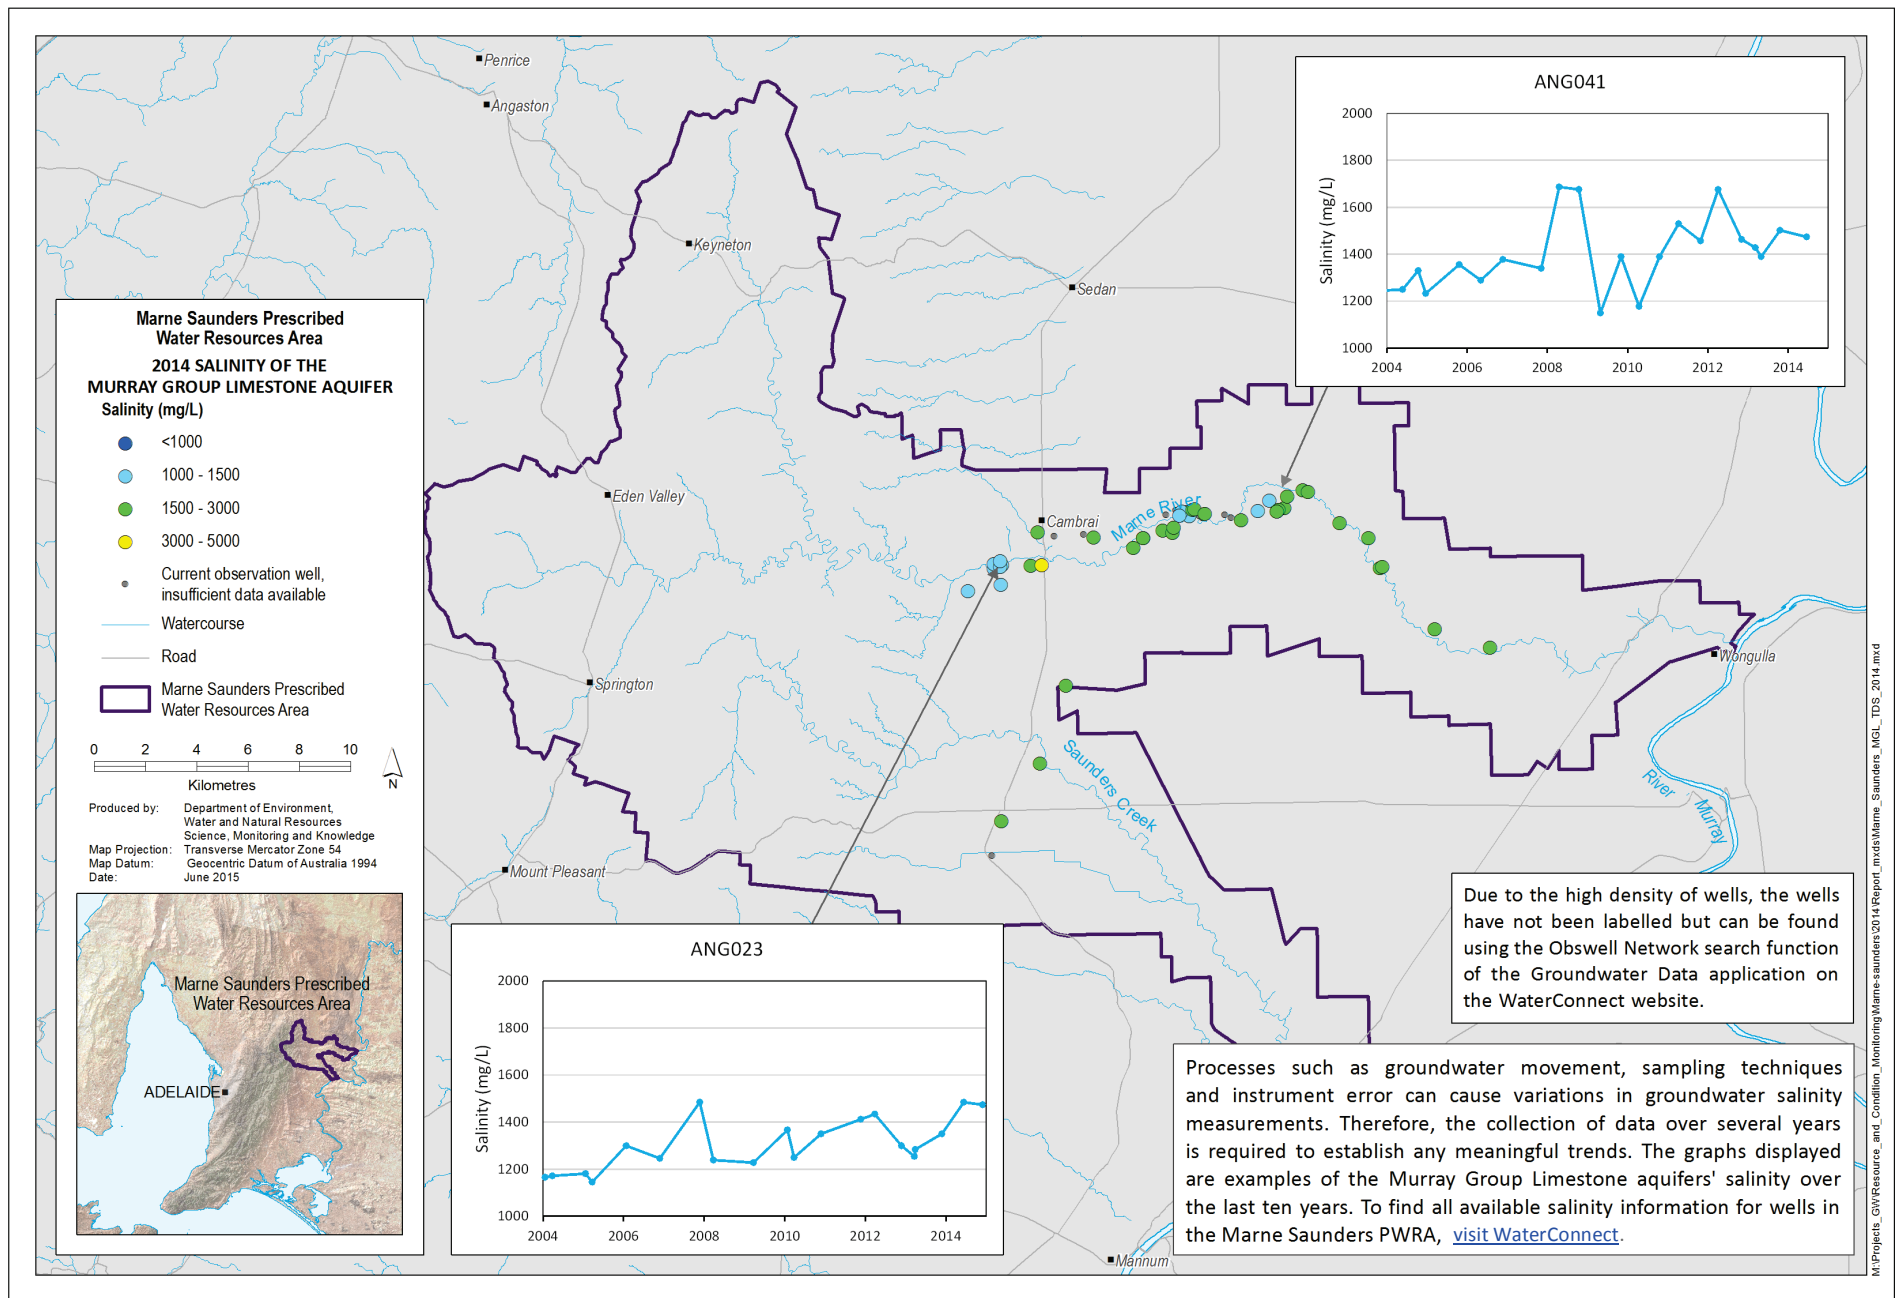 Penrice
Angaston
Keyneton
Sedan
Eden Valley
Cambrai
Marne River
Springton
Wongulla
Saunders Creek
River Murray
Mount Pleasant
Mannum
Marne Saunders Prescribed
Water Resources Area
2014 SALINITY OF THE
MURRAY GROUP LIMESTONE AQUIFER
Salinity (mg/L)
<1000
1000 - 1500
1500 - 3000
3000 - 5000
Current observation well,
insufficient data available
Watercourse
Road
Marne Saunders Prescribed
Water Resources Area
0 2 4 6 8 10
Kilometres
N
Produced by: Department of Environment,
Water and Natural Resources
Science, Monitoring and Knowledge
Map Projection: Transverse Mercator Zone 54
Map Datum: Geocentric Datum of Australia 1994
Date: June 2015
Marne Saunders Prescribed
Water Resources Area
ADELAIDE
ANG041
Salinity (mg/L)
2000
1800
1600
1400
1200
1000
2004 2006 2008 2010 2012 2014
ANG023
Salinity (mg/L)
2000
1800
1600
1400
1200
1000
2004 2006 2008 2010 2012 2014
Due to the high density of wells, the wells
have not been labelled but can be found
using the Obswell Network search function
of the Groundwater Data application on
the WaterConnect website.
Processes such as groundwater movement, sampling techniques
and instrument error can cause variations in groundwater salinity
measurements. Therefore, the collection of data over several years
is required to establish any meaningful trends. The graphs displayed
are examples of the Murray Group Limestone aquifers' salinity over
the last ten years. To find all available salinity information for wells in
the Marne Saunders PWRA, visit WaterConnect.
M:\Projects_GW\Resource_and_Condition_Monitoring\Marne-saunders\2014\Report_mxds\Marne_Saunders_MGL_TDS_2014.mxd